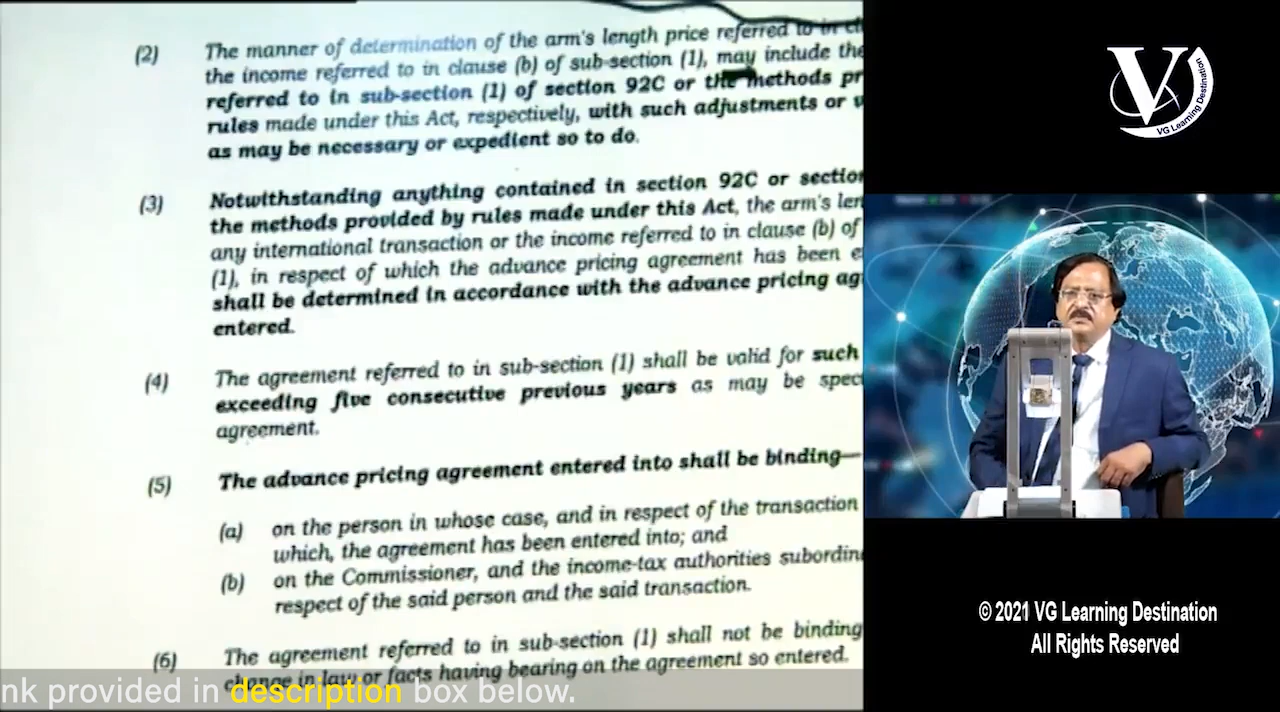 (2) The manner of determination of the arm's length price referred to in
the income referred to in clause (b) of sub-section (1), may include the
referred to in sub-section (1) of section 92C or the methods
rules made under this Act, respectively, with such adjustments or
as may be necessary or expedient so to do.
(3) Notwithstanding anything contained in section 92C or
the methods provided by rules made under this Act, the arm's
any international transaction or the income referred to in clause (b) of
(1), in respect of which the advance pricing agreement has been
shall be determined in accordance with the advance pricing
entered.
(4) The agreement referred to in sub-section (1) shall be valid for such
exceeding five consecutive previous years as may be
agreement.
(5) The advance pricing agreement entered into shall be binding—
(a) on the person in whose case, and in respect of the transaction
which, the agreement has been entered into; and
(b) on the Commissioner, and the income-tax authorities
respect of the said person and the said transaction.
(6) The agreement referred to in sub-section (1) shall not be binding
change in law or facts having bearing on the agreement so entered.
provided in description box below.
V
VG Learning Destination
© 2021 VG Learning Destination
All Rights Reserved